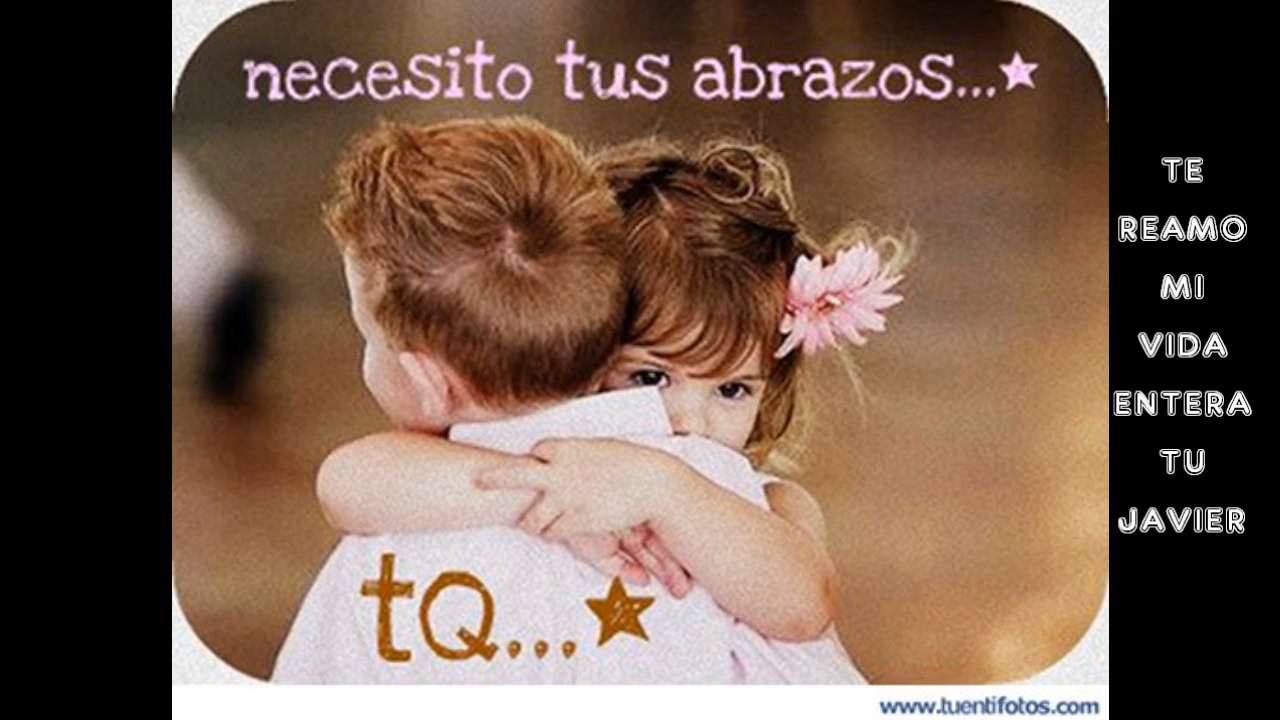 necesito tus abrazos...★
tQ...★
www.tuentifotos.com
TE
REAMO
MI
VIDA
ENTERA
TU
JAVIER